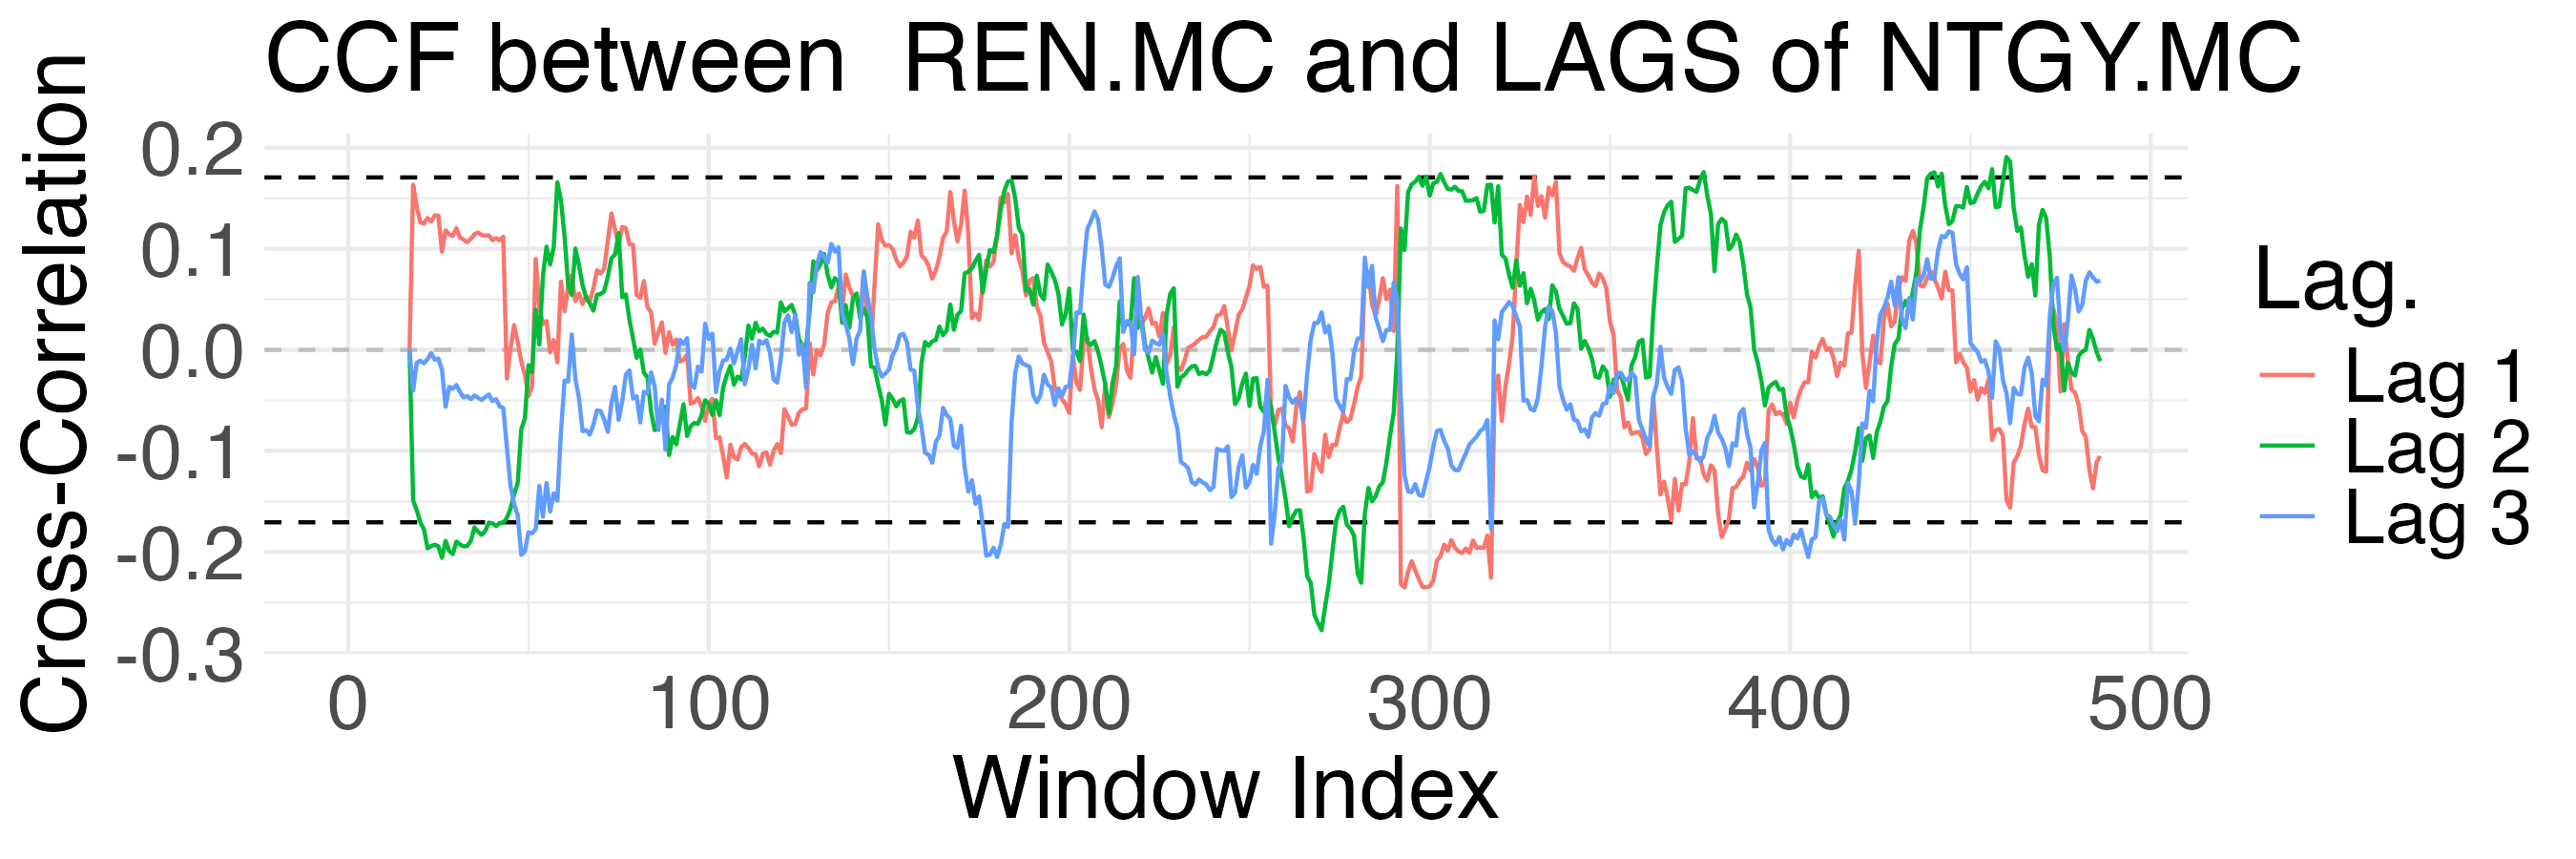 CCF between  REN.MC and LAGS of NTGY.MC
Cross-Correlation
0.2
0.1
0.0
-0.1
-0.2
-0.3
0 100 200 300 400 500
Window Index
Lag.
Lag 1
Lag 2
Lag 3